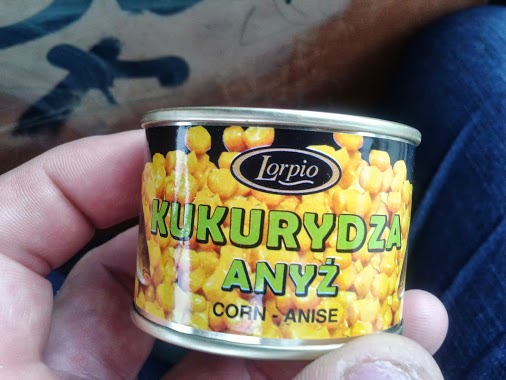 Lorpio
KUKURYDZA
ANYŻ
CORN - ANISE